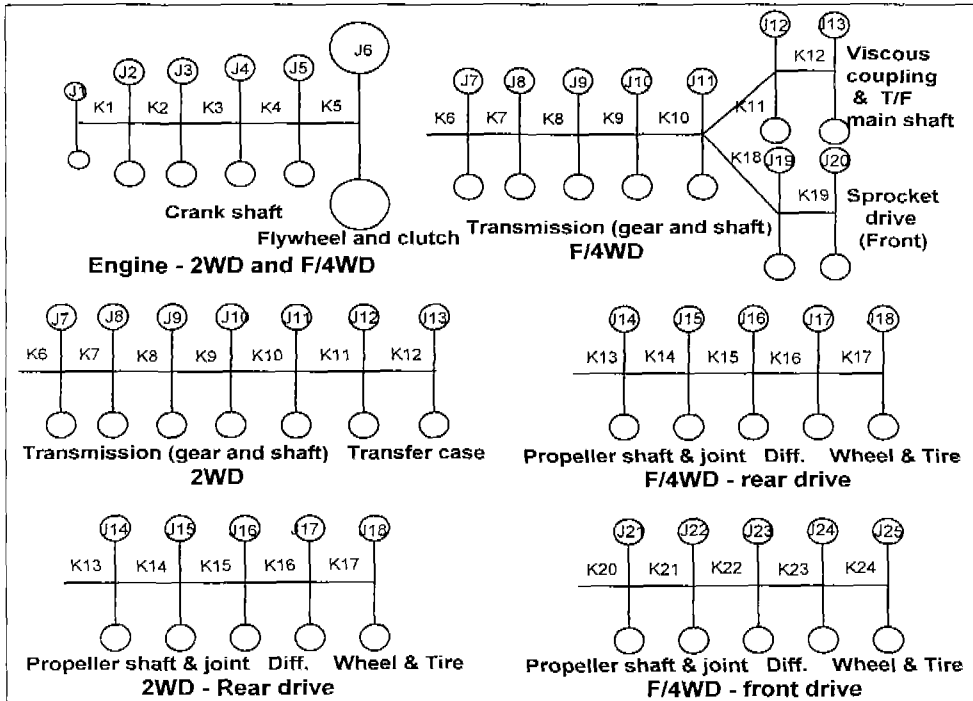 J1 J2 J3 J4 J5 J6
K1 K2 K3 K4 K5
Crank shaft
Flywheel and clutch
Engine - 2WD and F/4WD
J7 J8 J9 J10 J11 J12 J13
K6 K7 K8 K9 K10 K11 K12
K18 J19 J20
K19
Viscous
coupling
& T/F
main shaft
Sprocket
drive
(Front)
Transmission (gear and shaft)
F/4WD
J7 J8 J9 J10 J11 J12 J13
K6 K7 K8 K9 K10 K11 K12
Transmission (gear and shaft) Transfer case
2WD
J14 J15 J16 J17 J18
K13 K14 K15 K16 K17
Propeller shaft & joint Diff. Wheel & Tire
F/4WD - rear drive
J14 J15 J16 J17 J18
K13 K14 K15 K16 K17
Propeller shaft & joint Diff. Wheel & Tire
2WD - Rear drive
J21 J22 J23 J24 J25
K20 K21 K22 K23 K24
Propeller shaft & joint Diff. Wheel & Tire
F/4WD - front drive